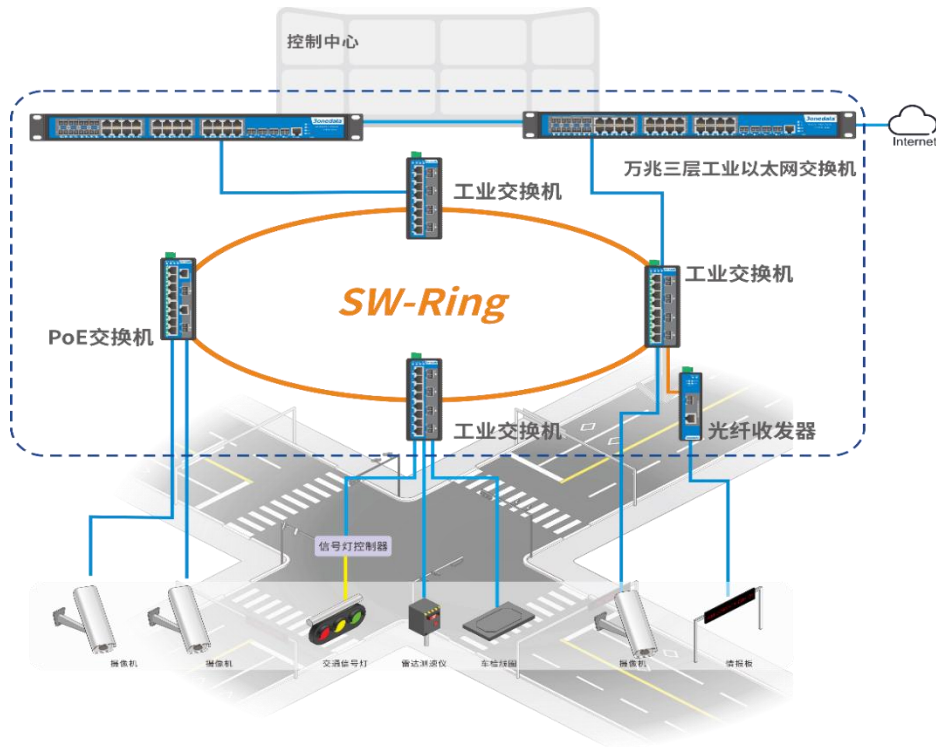 控制中心
3onedata
3onedata
Internet
万兆三层工业以太网交换机
工业交换机
工业交换机
SW-Ring
PoE交换机
工业交换机
光纤收发器
信号灯控制器
摄像机
摄像机
交通信号灯
雷达测速仪
车检线圈
摄像机
情报板